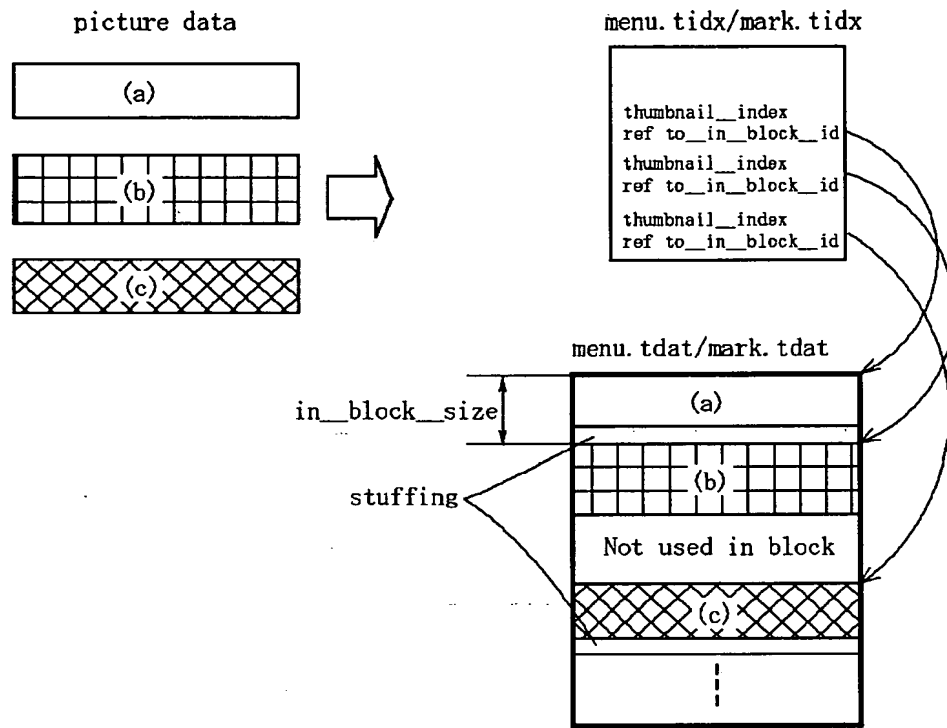 picture data
(a)
(b)
(c)
menu.tidx/mark.tidx
thumbnail__index
ref to__in__block__id
thumbnail__index
ref to__in__block__id
thumbnail__index
ref to__in__block__id
menu.tdat/mark.tdat
in__block__size
(a)
stuffing
(b)
Not used in block
(c)